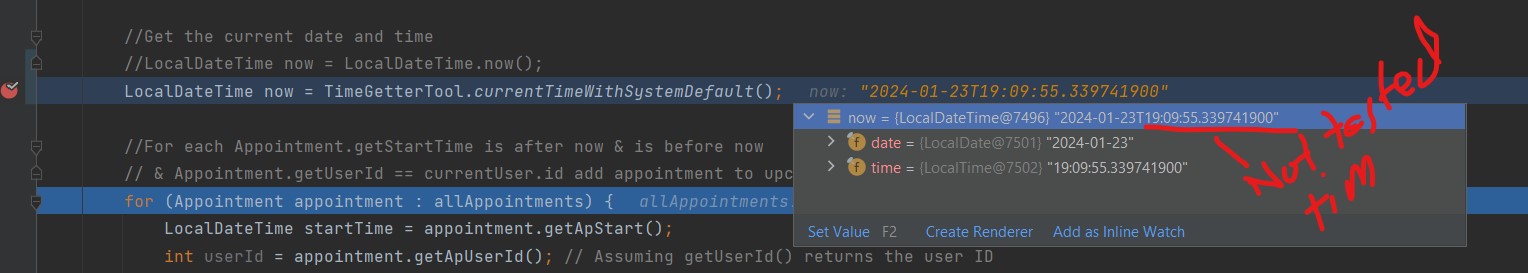 //Get the current date and time
//LocalDateTime now = LocalDateTime.now();
LocalDateTime now = TimeGetterTool.currentTimeWithSystemDefault(); now: "2024-01-23T19:09:55.339741900"
now = {LocalDateTime@7496} "2024-01-23T19:09:55.339741900"
date = {LocalDate@7501} "2024-01-23"
time = {LocalTime@7502} "19:09:55.339741900"
Set Value F2 Create Renderer Add as Inline Watch
//For each Appointment.getStartTime is after now & is before now
// & Appointment.getUserId == currentUser.id add appointment to upc
for (Appointment appointment : allAppointments) { allAppointments:
LocalDateTime startTime = appointment.getApStart();
int userId = appointment.getApUserId(); // Assuming getUserId() returns the user ID
Not tested
tim